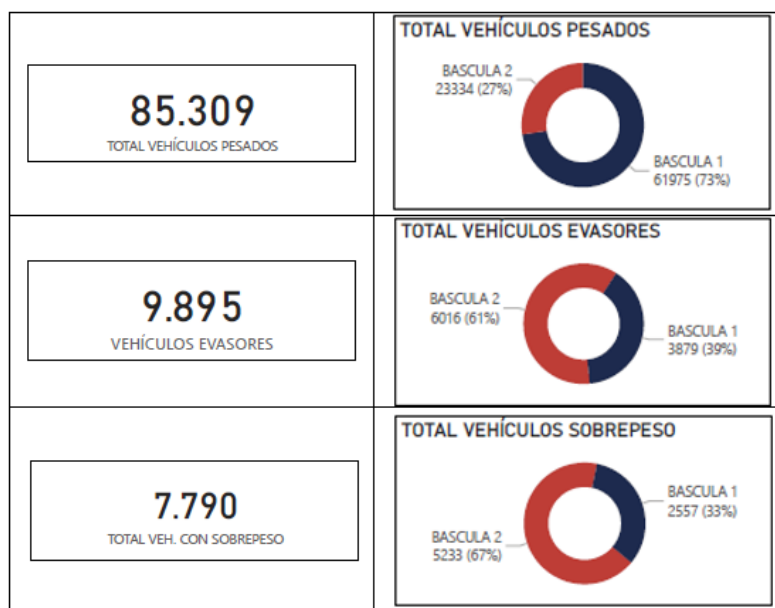 85.309
TOTAL VEHÍCULOS PESADOS
TOTAL VEHÍCULOS PESADOS
BASCULA 2
23334 (27%)
BASCULA 1
61975 (73%)
9.895
VEHÍCULOS EVASORES
TOTAL VEHÍCULOS EVASORES
BASCULA 2
6016 (61%)
BASCULA 1
3879 (39%)
7.790
TOTAL VEH. CON SOBREPESO
TOTAL VEHÍCULOS SOBREPESO
BASCULA 1
2557 (33%)
BASCULA 2
5233 (67%)